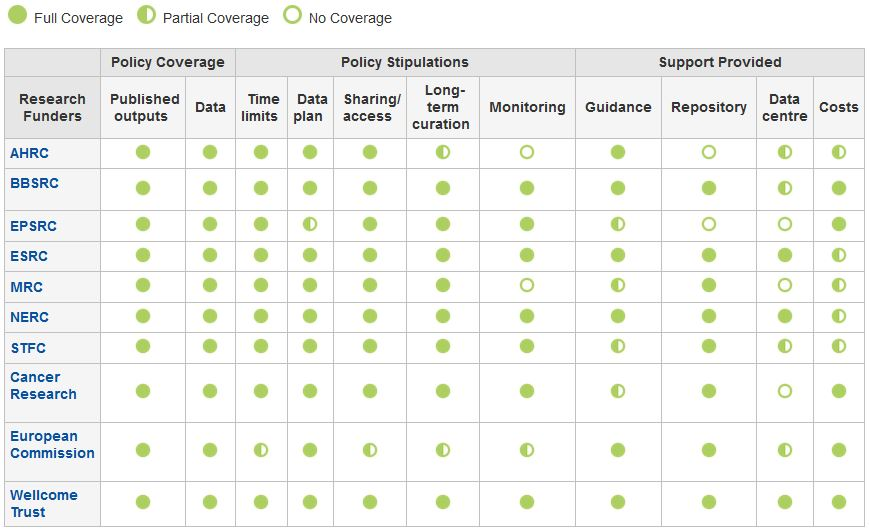 Full Coverage Partial Coverage No Coverage
Policy Coverage Policy Stipulations Support Provided
Research Funders Published outputs Data Time limits Data plan Sharing/ access Long-term curation Monitoring Guidance Repository Data centre Costs
AHRC
BBSRC
EPSRC
ESRC
MRC
NERC
STFC
Cancer
Research
European
Commission
Wellcome
Trust